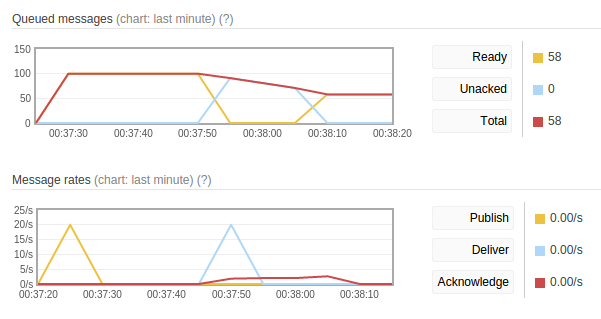 Queued messages (chart: last minute) (?)
150
100
50
0
00:37:30 00:37:40 00:37:50 00:38:00 00:38:10 00:38:20
Ready 58
Unacked 0
Total 58
Message rates (chart: last minute) (?)
25/s
20/s
15/s
10/s
5/s
0/s
00:37:20 00:37:30 00:37:40 00:37:50 00:38:00 00:38:10
Publish 0.00/s
Deliver 0.00/s
Acknowledge 0.00/s